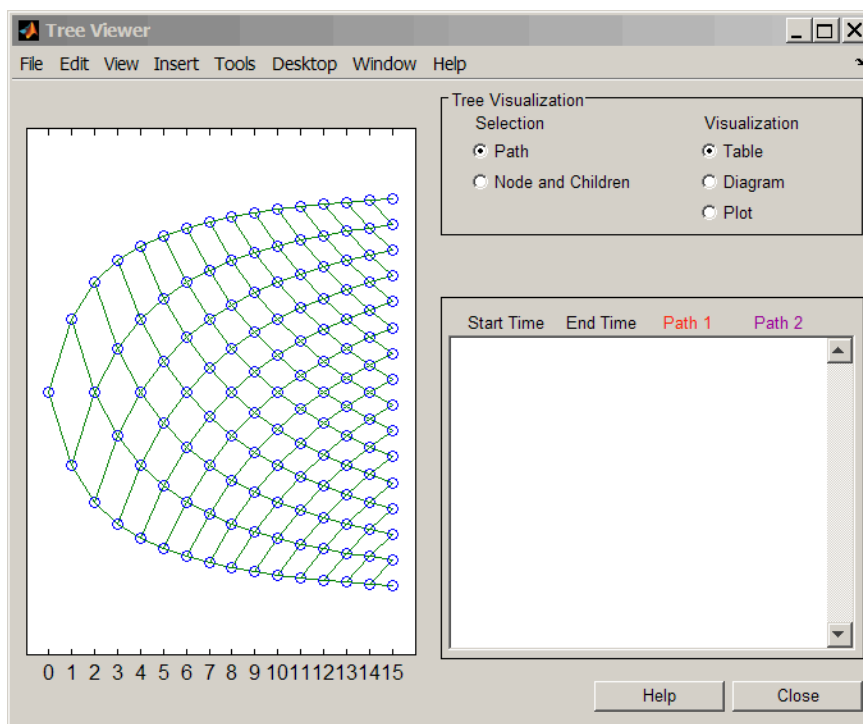 Tree Viewer
File Edit View Insert Tools Desktop Window Help
Tree Visualization
Selection Visualization
Path Table
Node and Children Diagram
Plot
Start Time End Time Path 1 Path 2
0 1 2 3 4 5 6 7 8 9 10 11 12 13 14 15
Help Close